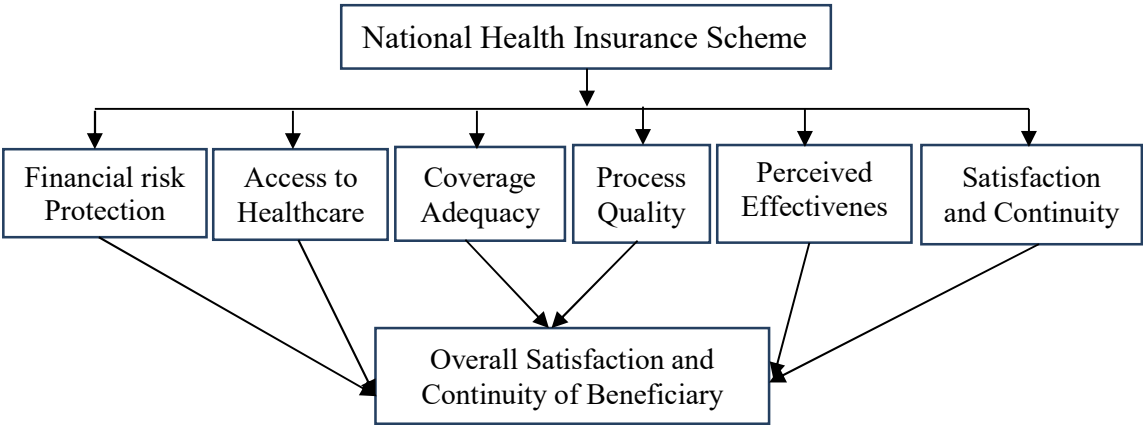 National Health Insurance Scheme
Financial risk
Protection
Access to
Healthcare
Coverage
Adequacy
Process
Quality
Perceived
Effectivenes
Satisfaction
and Continuity
Overall Satisfaction and
Continuity of Beneficiary